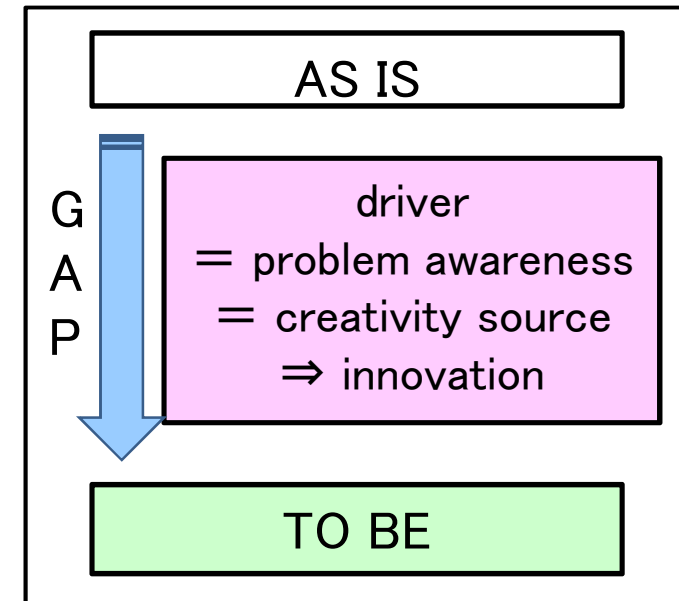 AS IS
G
A
P
driver
＝ problem awareness
＝ creativity source
⇒ innovation
TO BE